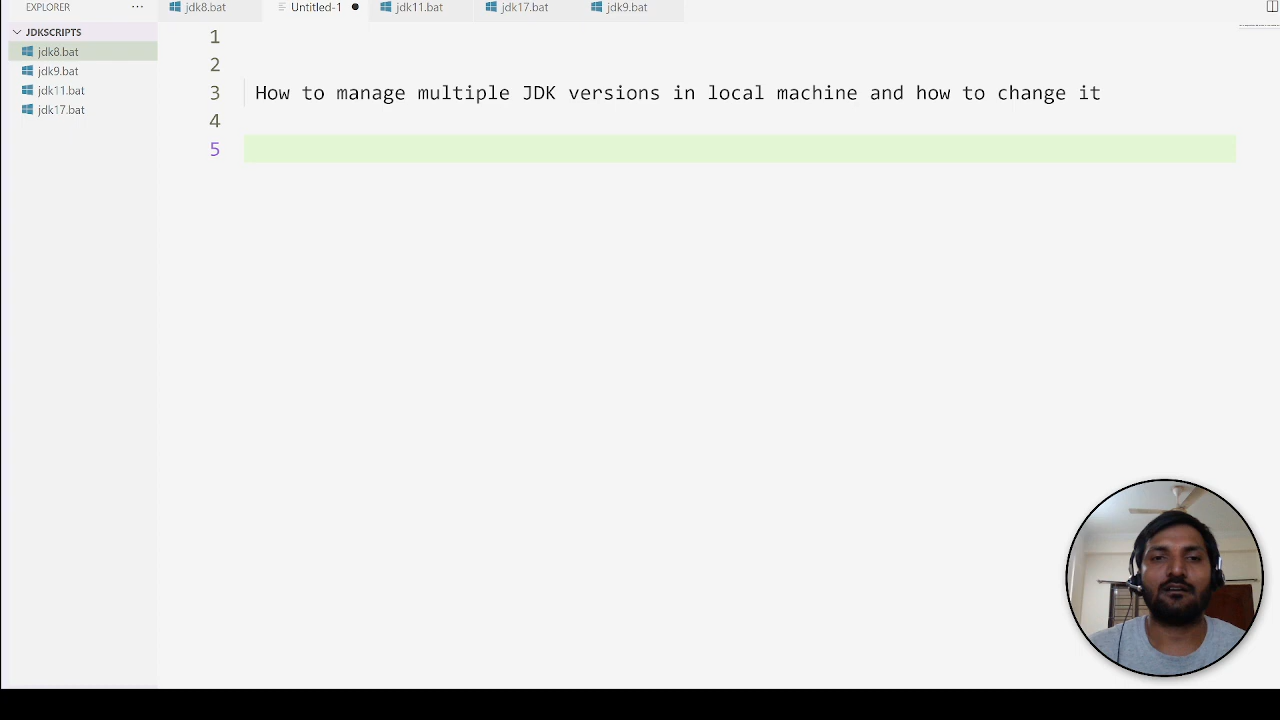 EXPLORER
JDKSCRIPTS
jdk8.bat
jdk9.bat
jdk11.bat
jdk17.bat
jdk8.bat
Untitled-1
jdk11.bat
jdk17.bat
jdk9.bat
1
2
3 How to manage multiple JDK versions in local machine and how to change it
4
5